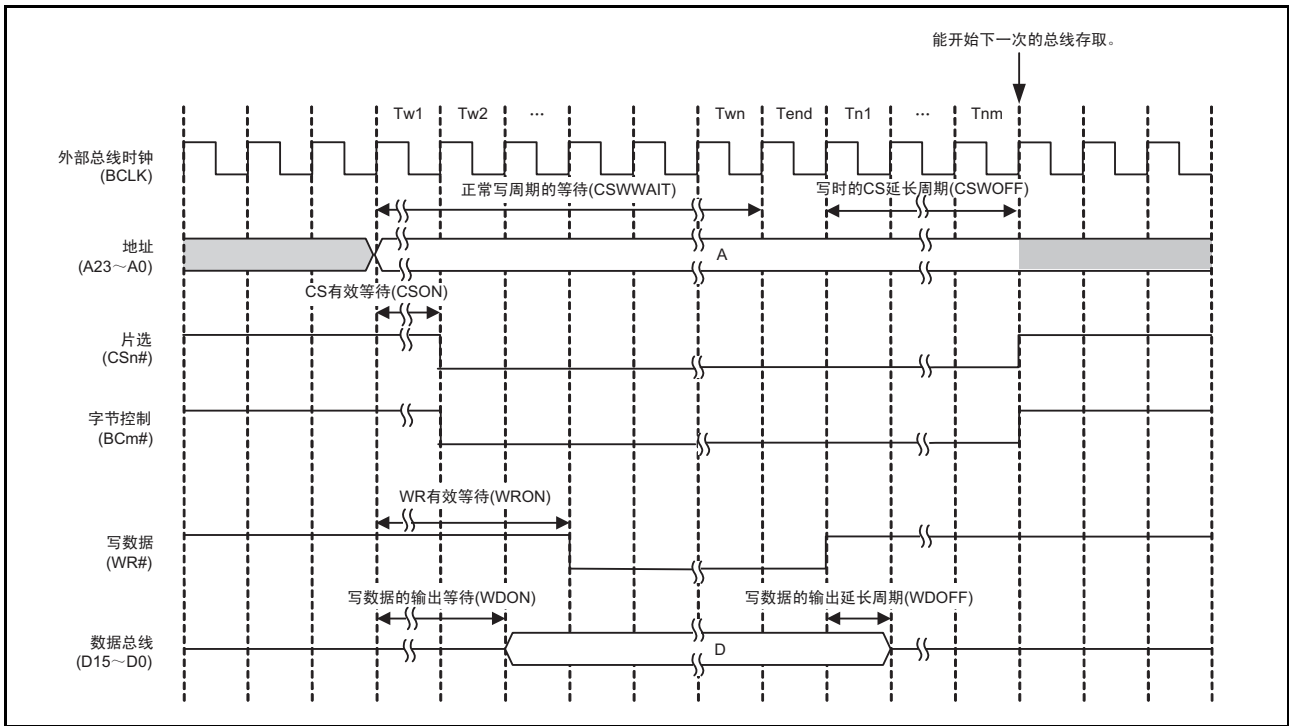 能开始下一次的总线存取。
Tw1 Tw2 … Twn Tend Tn1 … Tnm
外部总线时钟
(BCLK)
正常写周期的等待(CSWWAIT)
写时的CS延长周期(CSWOFF)
地址
(A23～A0)
A
CS有效等待(CSON)
片选
(CSn#)
字节控制
(BCm#)
WR有效等待(WRON)
写数据
(WR#)
写数据的输出等待(WDON)
写数据的输出延长周期(WDOFF)
数据总线
(D15～D0)
D